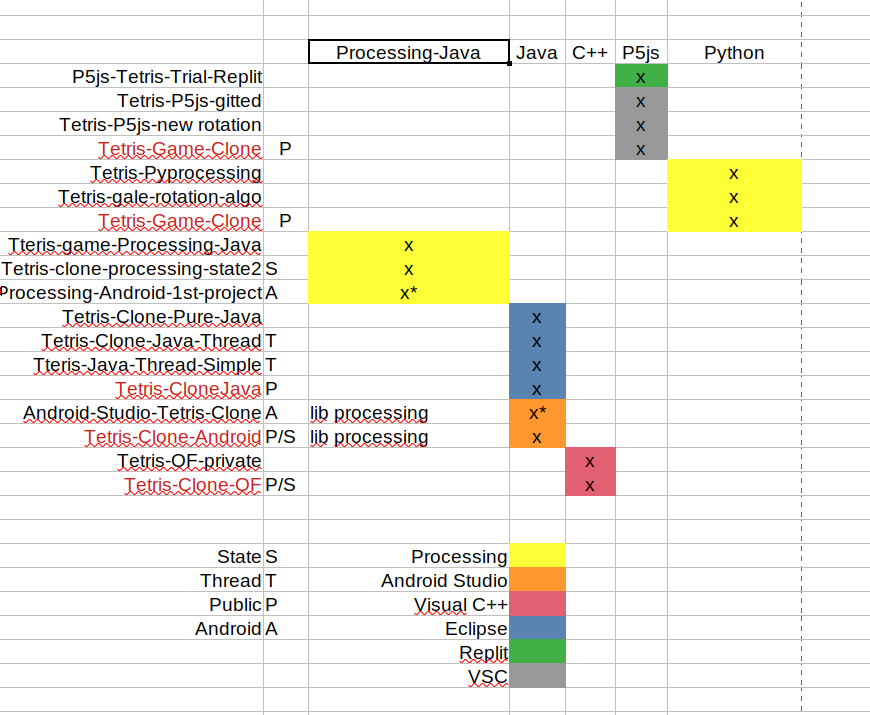 Processing-Java Java C++ P5js Python
P5js-Tetris-Trial-Replit x
Tetris-P5js-gitted x
Tetris-P5js-new rotation x
Tetris-Game-Clone P x
Tetris-Pyprocessing x
Tetris-gale-rotation-algo x
Tetris-Game-Clone P x
Tteris-game-Processing-Java x
Tetris-clone-processing-state2 S x
Processing-Android-1st-project A x*
Tetris-Clone-Pure-Java x
Tetris-Clone-Java-Thread T x
Tteris-Java-Thread-Simple T x
Tetris-CloneJava P x
Android-Studio-Tetris-Clone A lib processing x*
Tetris-Clone-Android P/S lib processing x
Tetris-OF-private x
Tetris-Clone-OF P/S x
State S Processing
Thread T Android Studio
Public P Visual C++
Android A Eclipse
Replit
VSC